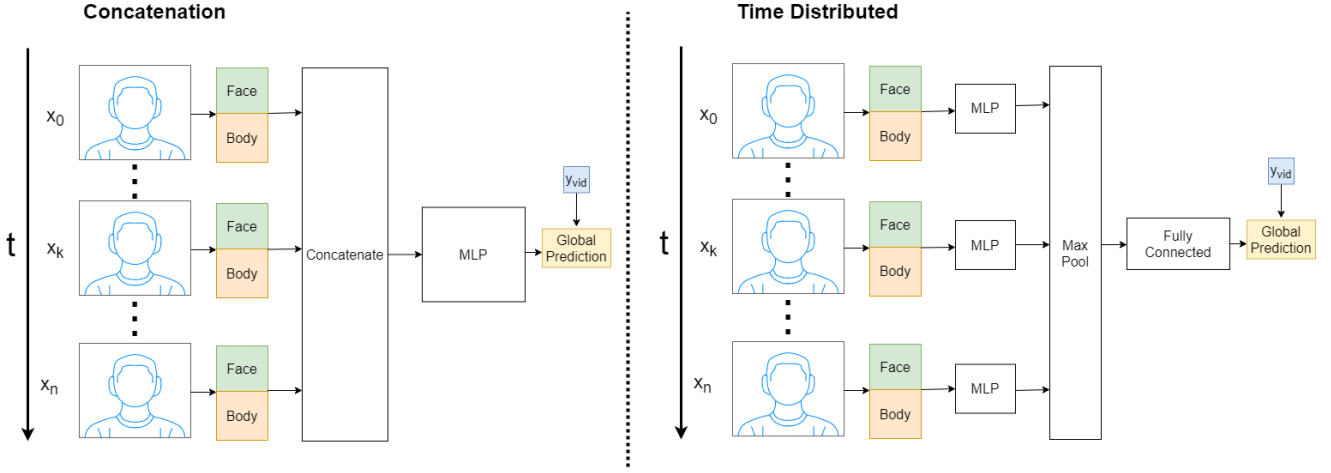 Concatenation
t
x0
Face
Body
xk
Face
Body
xn
Face
Body
Concatenate
MLP
yvid
Global
Prediction
Time Distributed
t
x0
Face
Body
MLP
xk
Face
Body
MLP
xn
Face
Body
MLP
Max
Pool
Fully
Connected
yvid
Global
Prediction